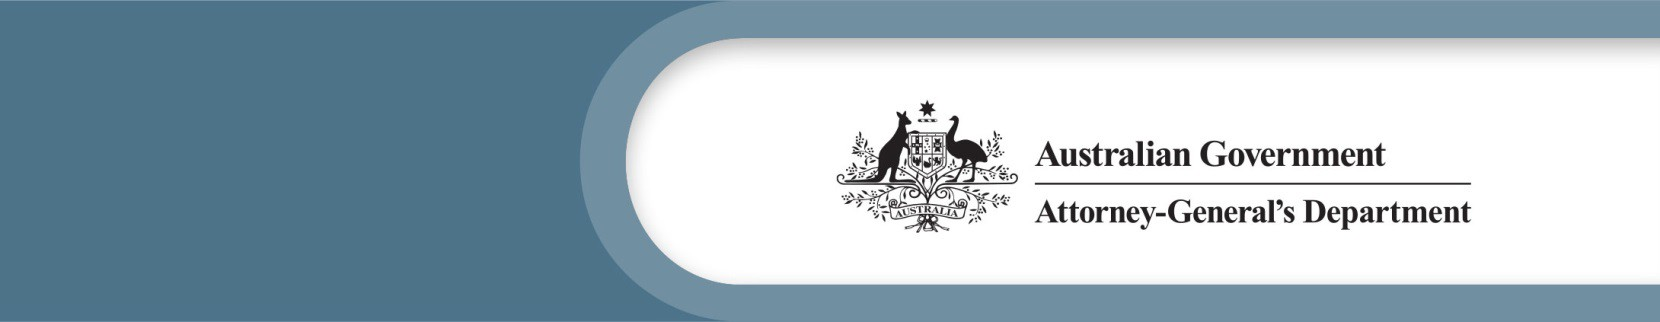 AUSTRALIA
Australian Government
Attorney-General's Department